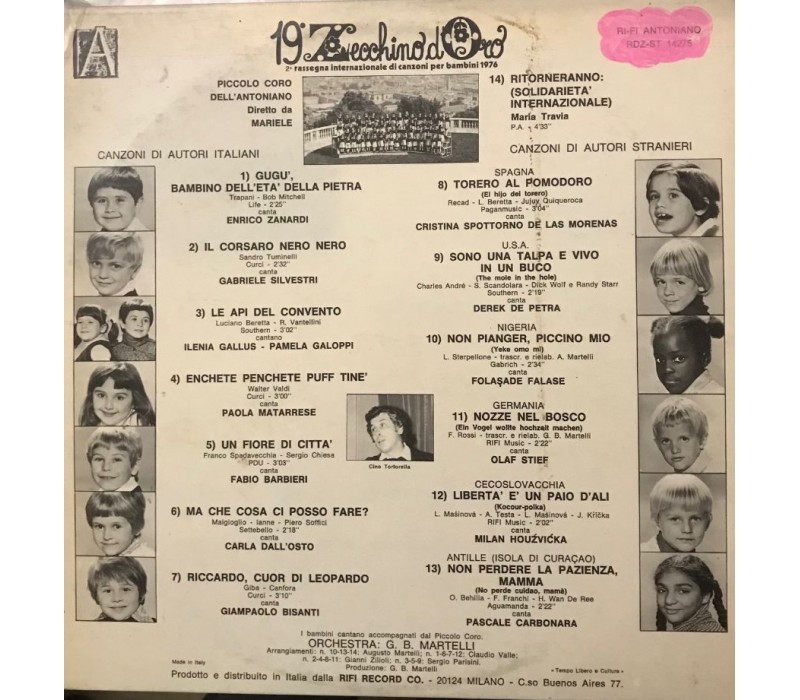 A
19° Zecchino d'Oro
2ª rassegna internazionale di canzoni per bambini 1976
RI-FI ANTONIANO
RDZ-ST 14275
PICCOLO CORO
DELL'ANTONIANO
Diretto da
MARIELE
14) RITORNERANNO:
(SOLIDARIETA'
INTERNAZIONALE)
Maria Travia
P.A. - 4'33"
CANZONI DI AUTORI ITALIANI
1) GUGU',
BAMBINO DELL'ETA' DELLA PIETRA
Trapani - Bob Mitchell
Life - 2'25"
canta
ENRICO ZANARDI
2) IL CORSARO NERO NERO
Sandro Tuminelli
Curci - 2'32"
canta
GABRIELE SILVESTRI
3) LE API DEL CONVENTO
Luciano Beretta - R. Vantellini
Southern - 3'02"
cantano
ILENIA GALLUS - PAMELA GALOPPI
4) ENCHETE PENCHETE PUFF TINE'
Walter Valdi
Curci - 3'00"
canta
PAOLA MATARRESE
5) UN FIORE DI CITTA'
Franco Spadavecchia - Sergio Chiesa
PDU - 3'03"
canta
FABIO BARBIERI
6) MA CHE COSA CI POSSO FARE?
Malgioglio - Ianne - Piero Soffici
Settebello - 2'18"
canta
CARLA DALL'OSTO
7) RICCARDO, CUOR DI LEOPARDO
Giba - Canfora
Curci - 3'10"
canta
GIAMPAOLO BISANTI
Cino Tortorella
CANZONI DI AUTORI STRANIERI
SPAGNA
8) TORERO AL POMODORO
(El hijo del torero)
Recad - L. Beretta - Jujuy Quiqueroca
Paganmusic - 3'04"
canta
CRISTINA SPOTTORNO DE LAS MORENAS
U.S.A.
9) SONO UNA TALPA E VIVO
IN UN BUCO
(The mole in the hole)
Charles André - S. Scandolara - Dick Wolf e Randy Starr
Southern - 2'19"
canta
DEREK DE PETRA
NIGERIA
10) NON PIANGER, PICCINO MIO
(Yeke omo mi)
L. Sterpellone - trascr. e rielab. A. Martelli
Gabrich - 2'34"
canta
FOLAṢADE FALASE
GERMANIA
11) NOZZE NEL BOSCO
(Ein Vogel wollte hochzeit machen)
F. Rossi - trascr. e rielab. G. B. Martelli
RIFI Music - 2'22"
canta
OLAF STIEF
CECOSLOVACCHIA
12) LIBERTA' E' UN PAIO D'ALI
(Kocour-polka)
L. Mašinová - A. Testa - L. Mašinová - J. Křička
RIFI Music - 2'02"
canta
MILAN HOUŽVIČKA
ANTILLE (ISOLA DI CURAÇAO)
13) NON PERDERE LA PAZIENZA,
MAMMA
(No perde cuidao, mamà)
O. Behilia - F. Franchi - H. Wan De Ree
Aguamanda - 2'22"
canta
PASCALE CARBONARA
I bambini cantano accompagnati dal Piccolo Coro.
ORCHESTRA: G. B. MARTELLI
Arrangiamenti: n. 10-13-14: Augusto Martelli; n. 1-6-7-12: Claudio Valle;
n. 2-4-8-11: Gianni Zilioli; n. 3-5-9: Sergio Parisini.
Produzione: G. B. Martelli
Made in Italy
« Tempo Libero e Cultura »
Prodotto e distribuito in Italia dalla RIFI RECORD CO. - 20124 MILANO - C.so Buenos Aires 77.